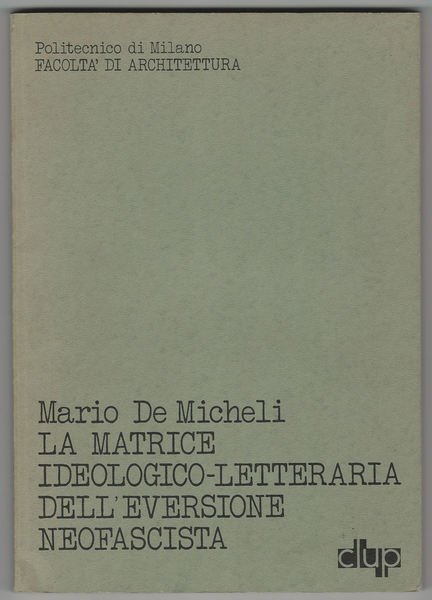 Politecnico di Milano
FACOLTA' DI ARCHITETTURA
Mario De Micheli
LA MATRICE
IDEOLOGICO-LETTERARIA
DELL'EVERSIONE
NEOFASCISTA
clup